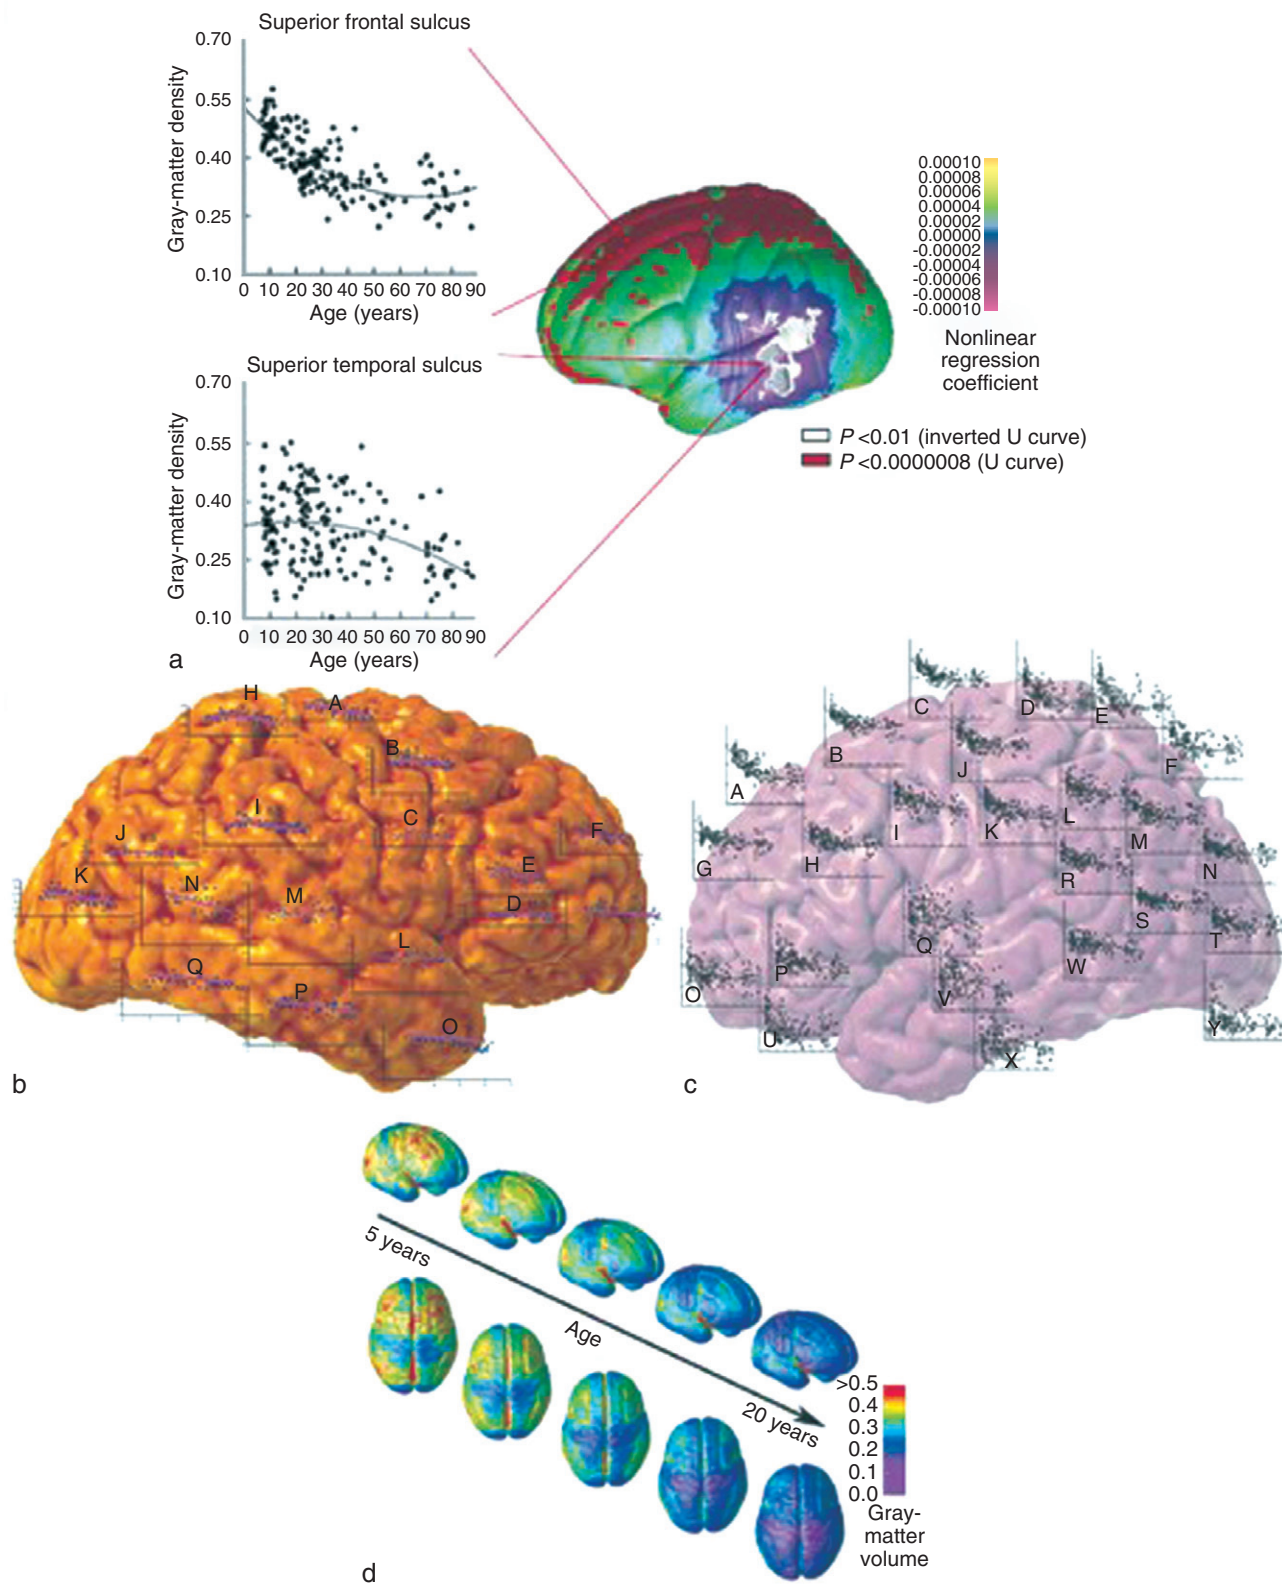 Superior frontal sulcus
0.70
0.55
0.40
0.25
0.10
Gray-matter density
0 10 20 30 40 50 60 70 80 90
Age (years)
Superior temporal sulcus
0.70
0.55
0.40
0.25
0.10
Gray-matter density
0 10 20 30 40 50 60 70 80 90
Age (years)
0.00010
0.00008
0.00006
0.00004
0.00002
0.00000
-0.00002
-0.00004
-0.00006
-0.00008
-0.00010
Nonlinear
regression
coefficient
P <0.01 (inverted U curve)
P <0.0000008 (U curve)
a
H
A
B
I
C
J
F
K
N
M
E
D
L
Q
P
O
b
C
D
E
B
J
F
A
I
K
L
M
G
H
R
N
S
Q
T
P
W
O
V
U
X
Y
c
5 years
Age
20 years
>0.5
0.4
0.3
0.2
0.1
0.0
Gray-
matter
volume
d